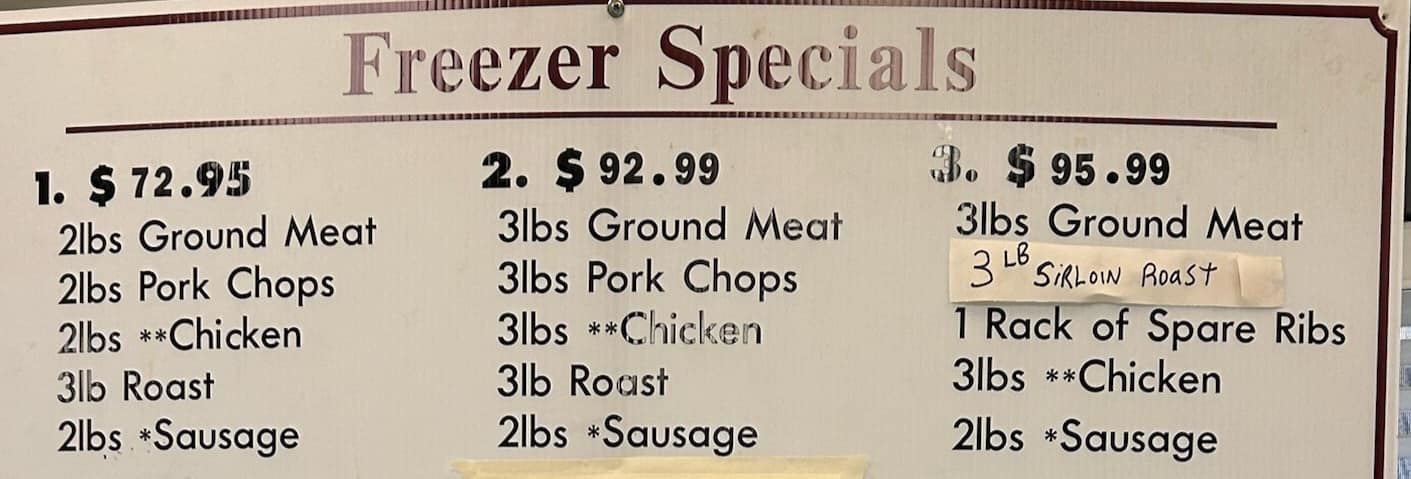 Freezer Specials
1. $ 72.95
2lbs Ground Meat
2lbs Pork Chops
2lbs **Chicken
3lb Roast
2lbs *Sausage
2. $ 92.99
3lbs Ground Meat
3lbs Pork Chops
3lbs **Chicken
3lb Roast
2lbs *Sausage
3. $ 95.99
3lbs Ground Meat
3 LB SiRLOIN ROASt
1 Rack of Spare Ribs
3lbs **Chicken
2lbs *Sausage